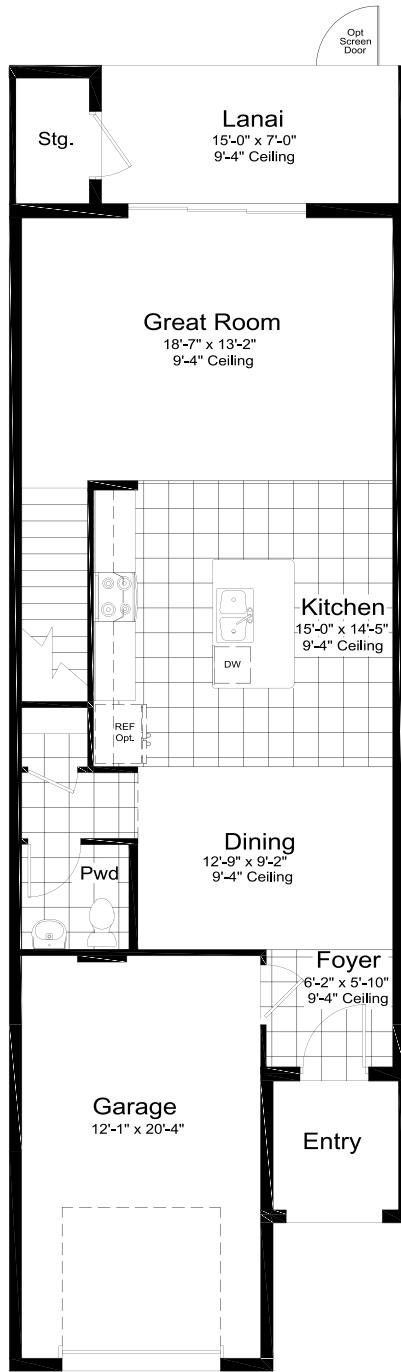 Opt
Screen
Door
Stg.
Lanai
15'-0" x 7'-0"
9'-4" Ceiling
Great Room
18'-7" x 13'-2"
9'-4" Ceiling
Kitchen
15'-0" x 14'-5"
9'-4" Ceiling
DW
REF
Opt.
Dining
12'-9" x 9'-2"
9'-4" Ceiling
Pwd
Foyer
6'-2" x 5'-10"
9'-4" Ceiling
Garage
12'-1" x 20'-4"
Entry